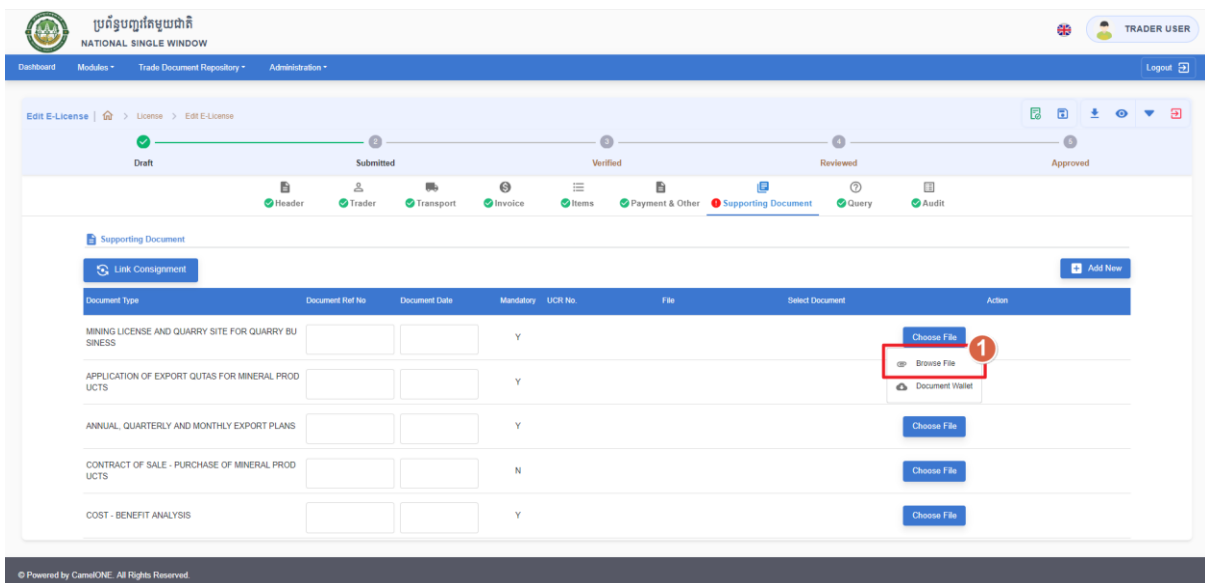 ប្រព័ន្ធបញ្ជរតែមួយជាតិ
NATIONAL SINGLE WINDOW
TRADER USER
Dashboard Modules Trade Document Repository Administration Logout
Edit E-License | > License > Edit E-License
2 3 4 5
Draft Submitted Verified Reviewed Approved
Header Trader Transport Invoice Items Payment & Other Supporting Document Query Audit
Supporting Document
Link Consignment Add New
Document Type Document Ref No Document Date Mandatory UCR No. File Select Document Action
MINING LICENSE AND QUARRY SITE FOR QUARRY BU
SINESS
Y Choose File
1
Browse File
Document Wallet
APPLICATION OF EXPORT QUTAS FOR MINERAL PROD
UCTS
Y
ANNUAL, QUARTERLY AND MONTHLY EXPORT PLANS Y Choose File
CONTRACT OF SALE - PURCHASE OF MINERAL PROD
UCTS
N Choose File
COST - BENEFIT ANALYSIS Y Choose File
© Powered by CamelONE. All Rights Reserved.